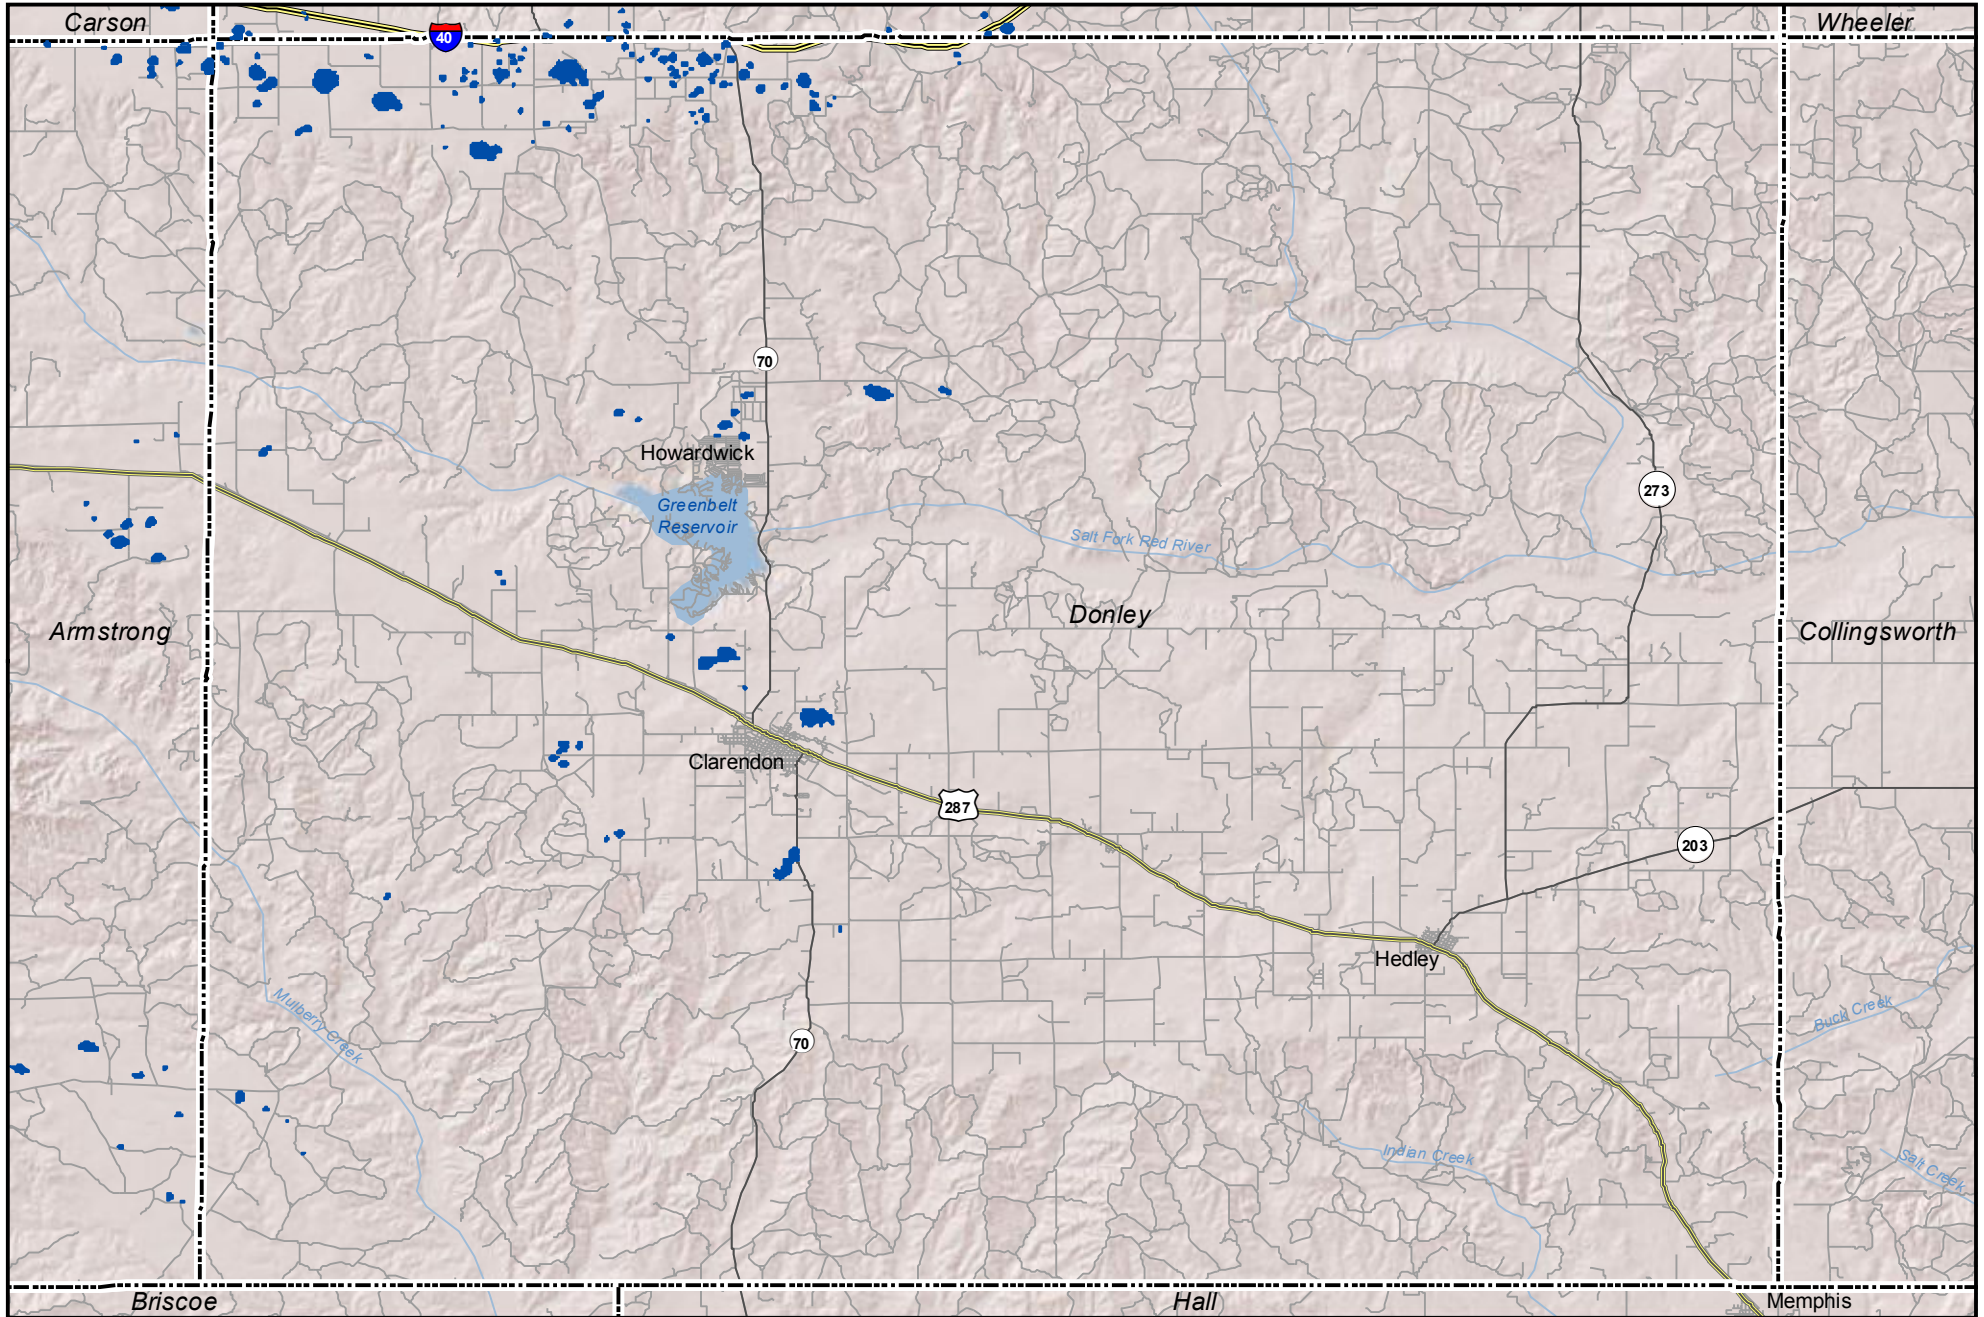 Carson
Wheeler
40
70
Howardwick
Greenbelt
Reservoir
273
Salt Fork Red River
Donley
Armstrong
Collingsworth
Clarendon
287
203
Hedley
Mulberry Creek
Buck Creek
70
Indian Creek
Salt Creek
Briscoe
Hall
Memphis